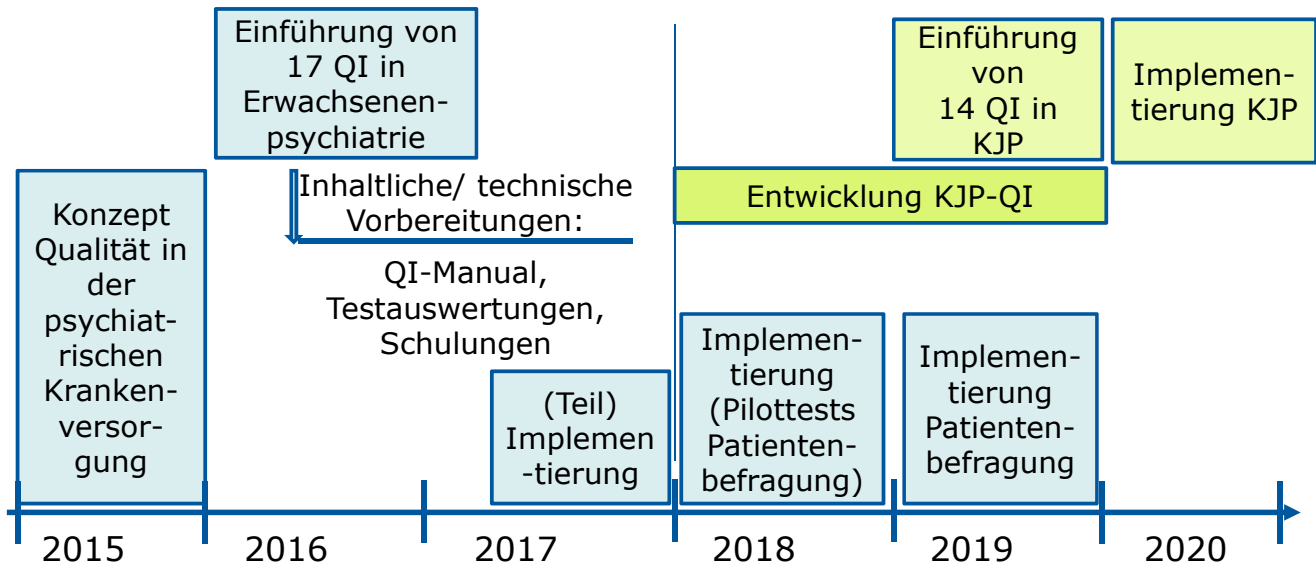 Einführung von
17 QI in
Erwachsenen-
psychiatrie
Einführung
von
14 QI in
KJP
Implemen-
tierung KJP
Konzept
Qualität in
der
psychiat-
rischen
Kranken-
versor-
gung
Inhaltliche/ technische
Vorbereitungen:
QI-Manual,
Testauswertungen,
Schulungen
Entwicklung KJP-QI
(Teil)
Implemen
-tierung
Implemen-
tierung
(Pilottests
Patienten-
befragung)
Implemen-
tierung
Patienten-
befragung
2015
2016
2017
2018
2019
2020